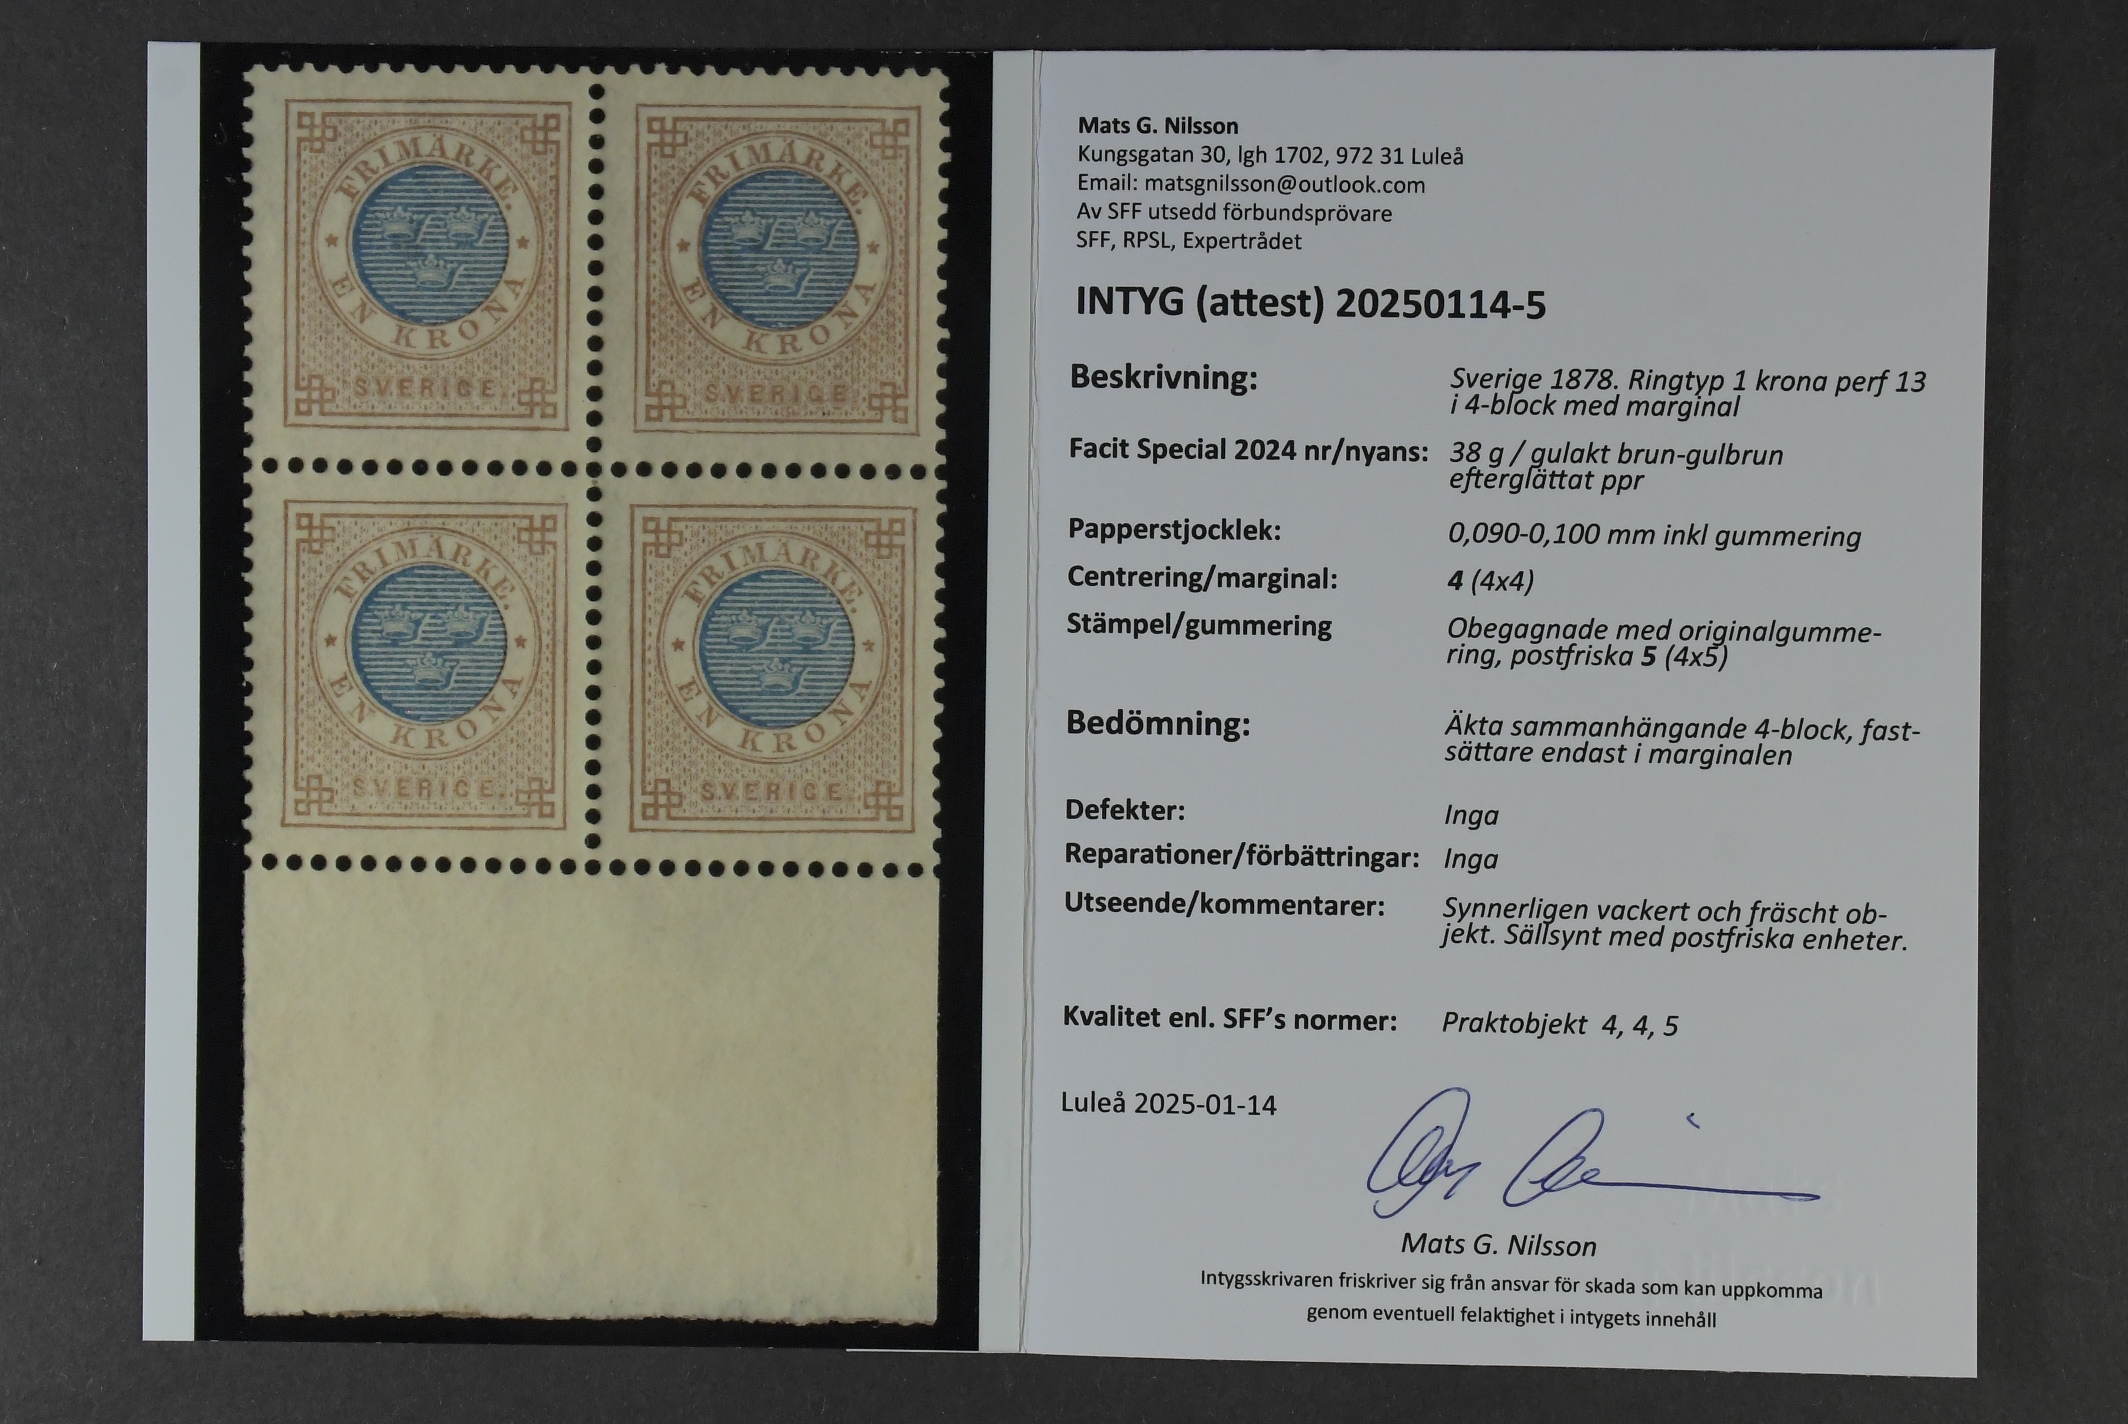 FRIMÄRKE.
EN KRONA
SVERIGE.
FRIMÄRKE.
EN KRONA
SVERIGE
FRIMÄRKE.
EN KRONA
SVERIGE.
FRIMÄRKE.
EN KRONA
SVERIGE.
Mats G. Nilsson
Kungsgatan 30, lgh 1702, 972 31 Luleå
Email: matsgnilsson@outlook.com
Av SFF utsedd förbundsprövare
SFF, RPSL, Expertrådet
INTYG (attest) 20250114-5
Beskrivning: Sverige 1878. Ringtyp 1 krona perf 13
i 4-block med marginal
Facit Special 2024 nr/nyans: 38 g / gulakt brun-gulbrun
efterglättat ppr
Papperstjocklek: 0,090-0,100 mm inkl gummering
Centrering/marginal: 4 (4x4)
Stämpel/gummering Obegagnade med originalgumme-
ring, postfriska 5 (4x5)
Bedömning: Äkta sammanhängande 4-block, fast-
sättare endast i marginalen
Defekter: Inga
Reparationer/förbättringar: Inga
Utseende/kommentarer: Synnerligen vackert och fräscht ob-
jekt. Sällsynt med postfriska enheter.
Kvalitet enl. SFF's normer: Praktobjekt 4, 4, 5
Luleå 2025-01-14
Mats G. Nilsson
Intygsskrivaren friskriver sig från ansvar för skada som kan uppkomma
genom eventuell felaktighet i intygets innehåll